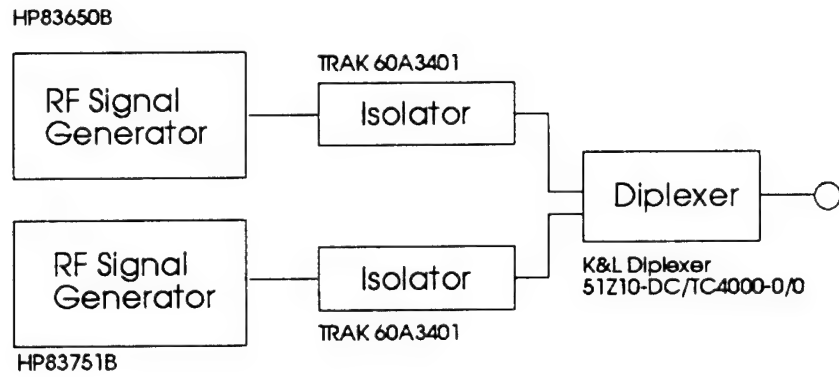 HP83650B
RF Signal
Generator
TRAK 60A3401
Isolator
Diplexer
K&L Diplexer
51Z10-DC/TC4000-0/0
RF Signal
Generator
Isolator
TRAK 60A3401
HP83751B